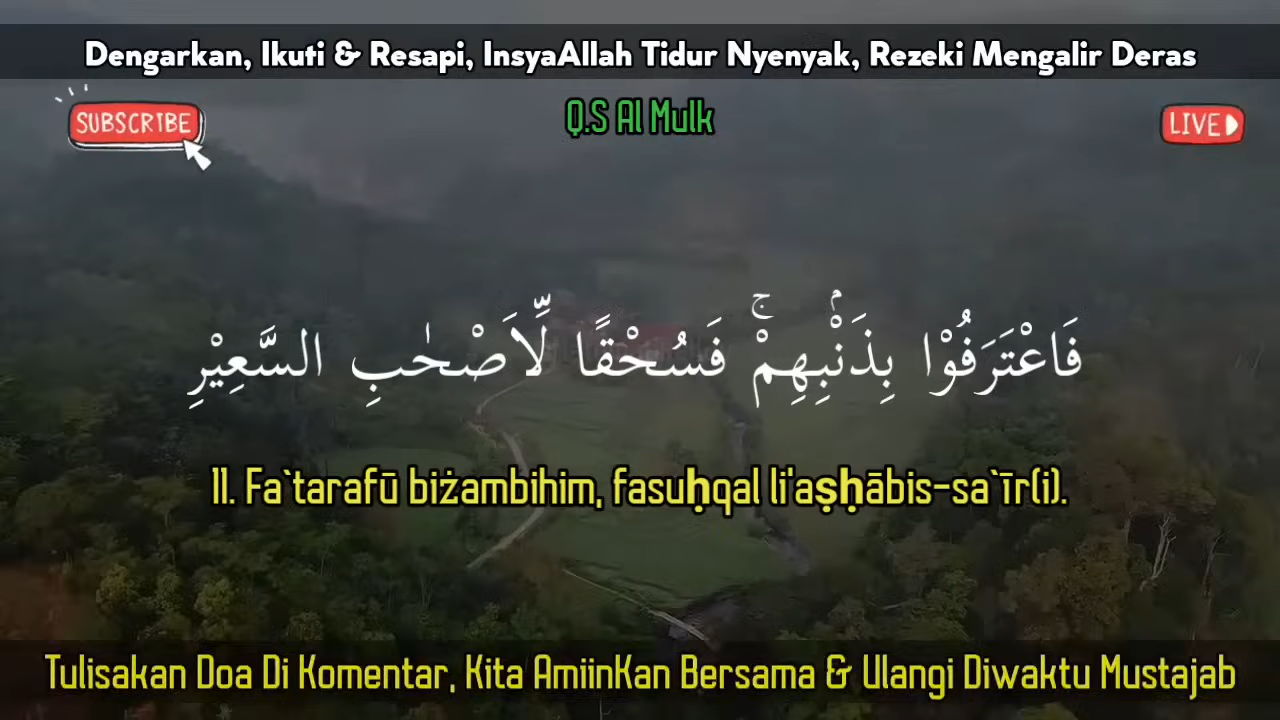 Dengarkan, Ikuti & Resapi, InsyaAllah Tidur Nyenyak, Rezeki Mengalir Deras
SUBSCRIBE
Q.S Al Mulk
LIVE
فَاعْتَرَفُوْا بِذَنْۢبِهِمْۚ فَسُحْقًا لِّاَصْحٰبِ السَّعِيْرِ
11. Fa`tarafū biżambihim, fasuḥqal li'aṣḥābis-sa`īr(i).
Tulisakan Doa Di Komentar, Kita AmiinKan Bersama & Ulangi Diwaktu Mustajab